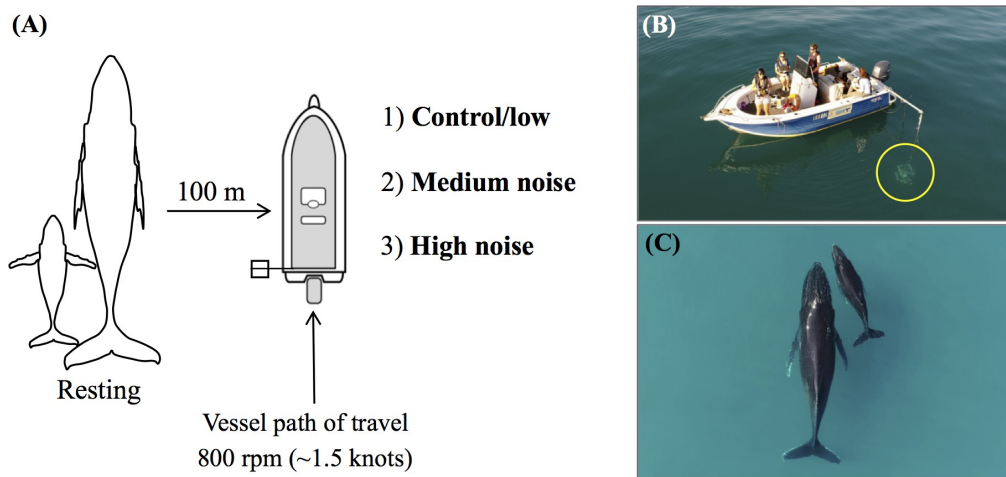 (A)
100 m
Resting
1) Control/low
2) Medium noise
3) High noise
Vessel path of travel
800 rpm (~1.5 knots)
(B)
(C)